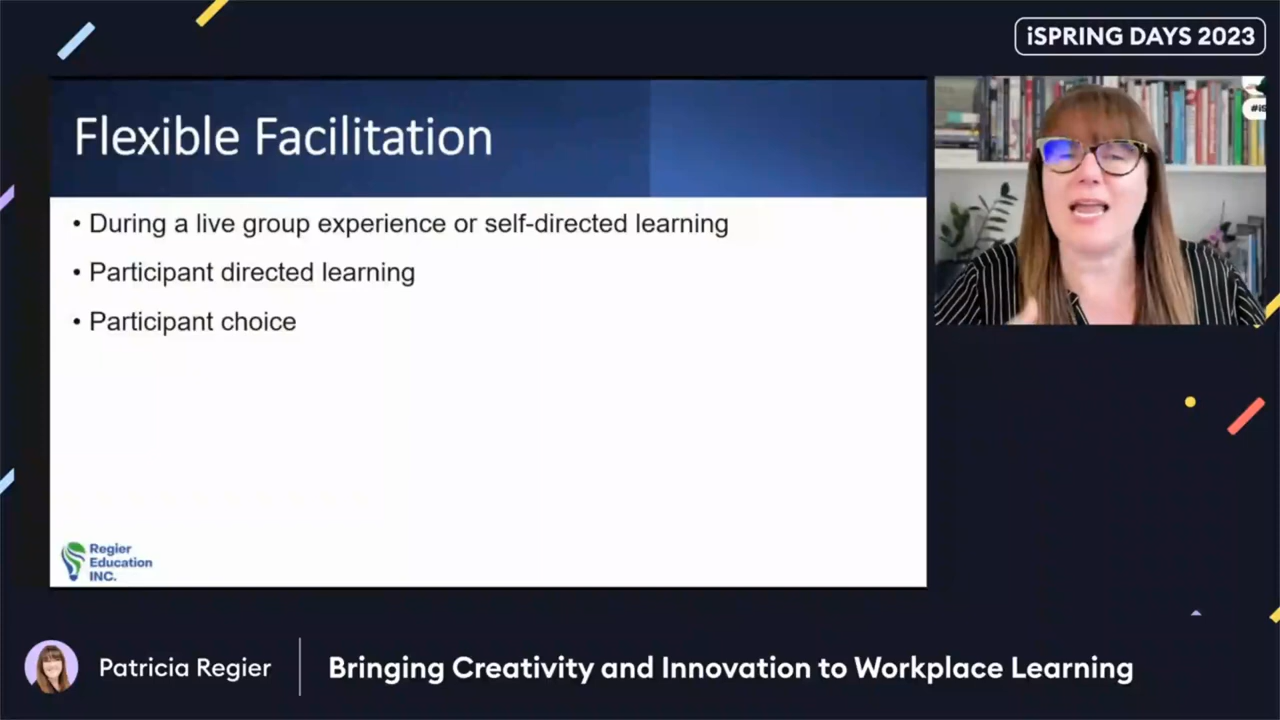 iSPRING DAYS 2023
Flexible Facilitation
• During a live group experience or self-directed learning
• Participant directed learning
• Participant choice
Regier
Education
INC.
Patricia Regier
Bringing Creativity and Innovation to Workplace Learning